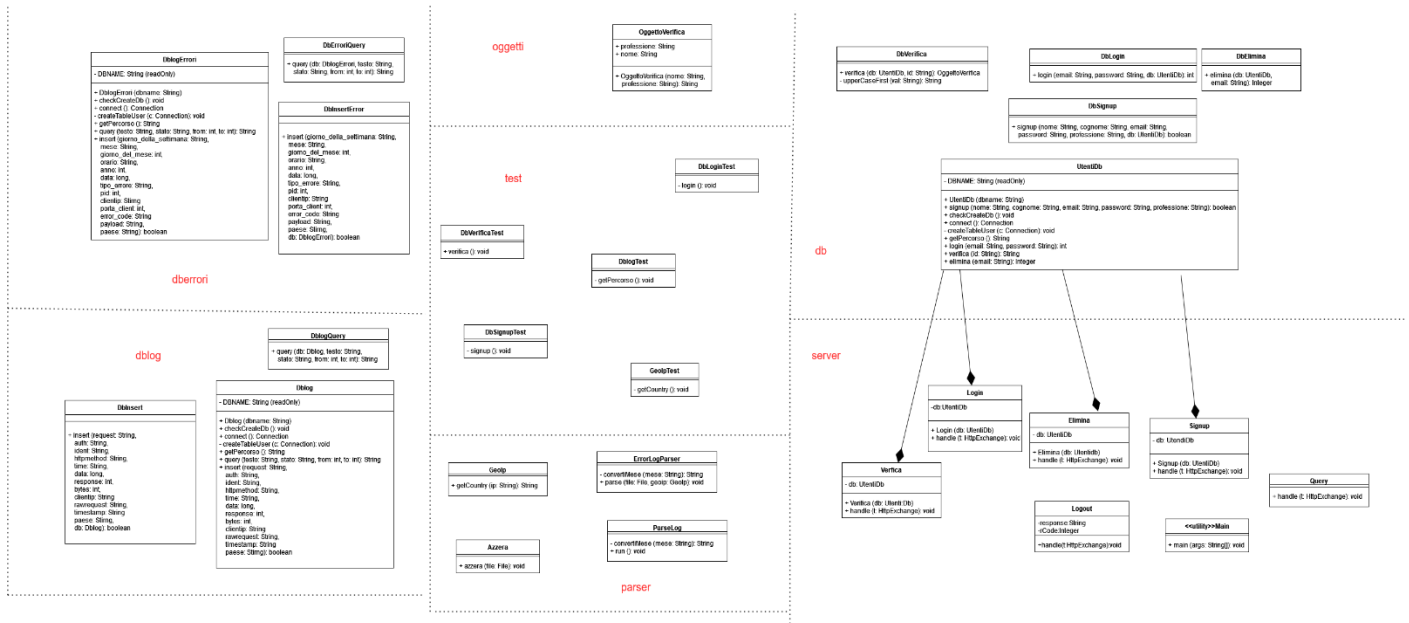 DblogErrori
- DBNAME: String (readOnly)
+ DblogErrori (dbname: String)
+ checkCreateDb (): void
+ connect (): Connection
- createTableUser (c: Connection): void
+ getPercorso (): String
+ query (testo: String, stato: String, from: int, to: int): String
+ insert (giorno_della_settimana: String,
mese: String,
giorno_del_mese: int,
orario: String,
anno: int,
data: long,
tipo_errore: String,
pid: int,
clientip: String
porta_client: int,
error_code: String
payload: String,
paese: String): boolean
DbErroriQuery
+ query (db: DblogErrori, testo: String,
stato: String, from: int, to: int): String
DbInsertError
+ insert (giorno_della_settimana: String,
mese: String,
giorno_del_mese: int,
orario: String,
anno: int,
data: long,
tipo_errore: String,
pid: int,
clientip: String
porta_client: int,
error_code: String
payload: String,
paese: String,
db: DblogErrori): boolean
dberrori
dblog
DblogQuery
+ query (db: Dblog, testo: String,
stato: String, from: int, to: int): String
DbInsert
+ insert (request: String,
auth: String,
ident: String,
httpmethod: String,
time: String,
data: long,
response: int,
bytes: int,
clientip: String
rawrequest: String,
timestamp: String
paese: String,
db: Dblog): boolean
Dblog
- DBNAME: String (readOnly)
+ Dblog (dbname: String)
+ checkCreateDb (): void
+ connect (): Connection
- createTableUser (c: Connection): void
+ getPercorso (): String
+ query (testo: String, stato: String, from: int, to: int): String
+ insert (request: String,
auth: String,
ident: String,
httpmethod: String,
time: String,
data: long,
response: int,
bytes: int,
clientip: String
rawrequest: String,
timestamp: String
paese: String): boolean
oggetti
OggettoVerifica
+ professione: String
+ nome: String
+ OggettoVerifica (nome: String,
professione: String): String
test
DbLoginTest
- login (): void
DbVerificaTest
+ verifica (): void
DblogTest
- getPercorso (): void
DbSignupTest
- signup (): void
GeoIpTest
- getCountry (): void
GeoIp
+ getCountry (ip: String): String
ErrorLogParser
- convertiMese (mese: String): String
+ parse (file: File, geoip: GeoIp): void
Azzera
+ azzera (file: File): void
ParseLog
- convertiMese (mese: String): String
+ run (): void
parser
DbVerifica
+ verifica (db: UtentiDb, id: String): OggettoVerifica
- upperCaseFirst (val: String): String
DbLogin
+ login (email: String, password: String, db: UtentiDb): int
DbElimina
+ elimina (db: UtentiDb,
email: String): Integer
DbSignup
+ signup (nome: String, cognome: String, email: String,
password: String, professione: String, db: UtentiDb): boolean
UtentiDb
- DBNAME: String (readOnly)
+ UtentiDb (dbname: String)
+ signup (nome: String, cognome: String, email: String, password: String, professione: String): boolean
+ checkCreateDb (): void
+ connect (): Connection
- createTableUser (c: Connection): void
+ getPercorso (): String
+ login (email: String, password: String): int
+ verifica (id: String): String
+ elimina (email: String): Integer
db
server
Login
-db:UtentiDb
+ Login (db: UtentiDb)
+ handle (t: HttpExchange): void
Elimina
- db: UtentiDb
+ Elimina (db: Utentidb)
+ handle (t: HttpExchange): void
Signup
- db: UtendiDb
+ Signup (db: UtentiDb)
+ handle (t: HttpExchange): void
Verfica
- db: UtentiDb
+ Verifica (db: UtentiDb)
+ handle (t: HttpExchange): void
Query
+ handle (t: HttpExchange): void
Logout
-response:String
-rCode:Integer
+handle(t:HttpExchange):void
<<utility>>Main
+ main (args: String[]): void